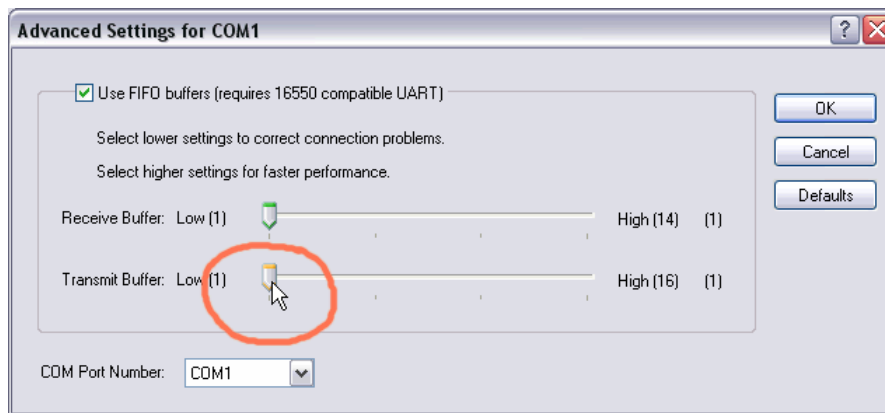 Advanced Settings for COM1
Use FIFO buffers (requires 16550 compatible UART)
OK
Select lower settings to correct connection problems.
Cancel
Select higher settings for faster performance.
Defaults
Receive Buffer: Low (1) High (14) (1)
Transmit Buffer: Low (1) High (16) (1)
COM Port Number: COM1